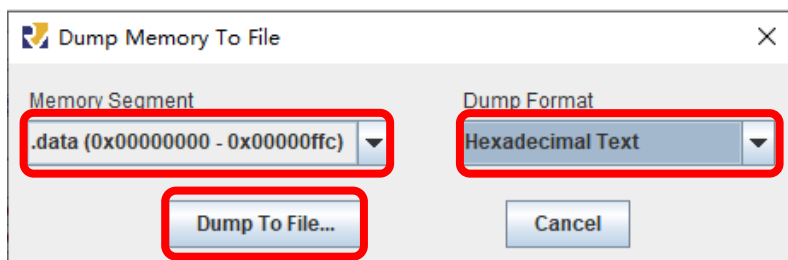 Dump Memory To File
Memory Segment
Dump Format
.data (0x00000000 - 0x00000ffc)
Hexadecimal Text
Dump To File...
Cancel